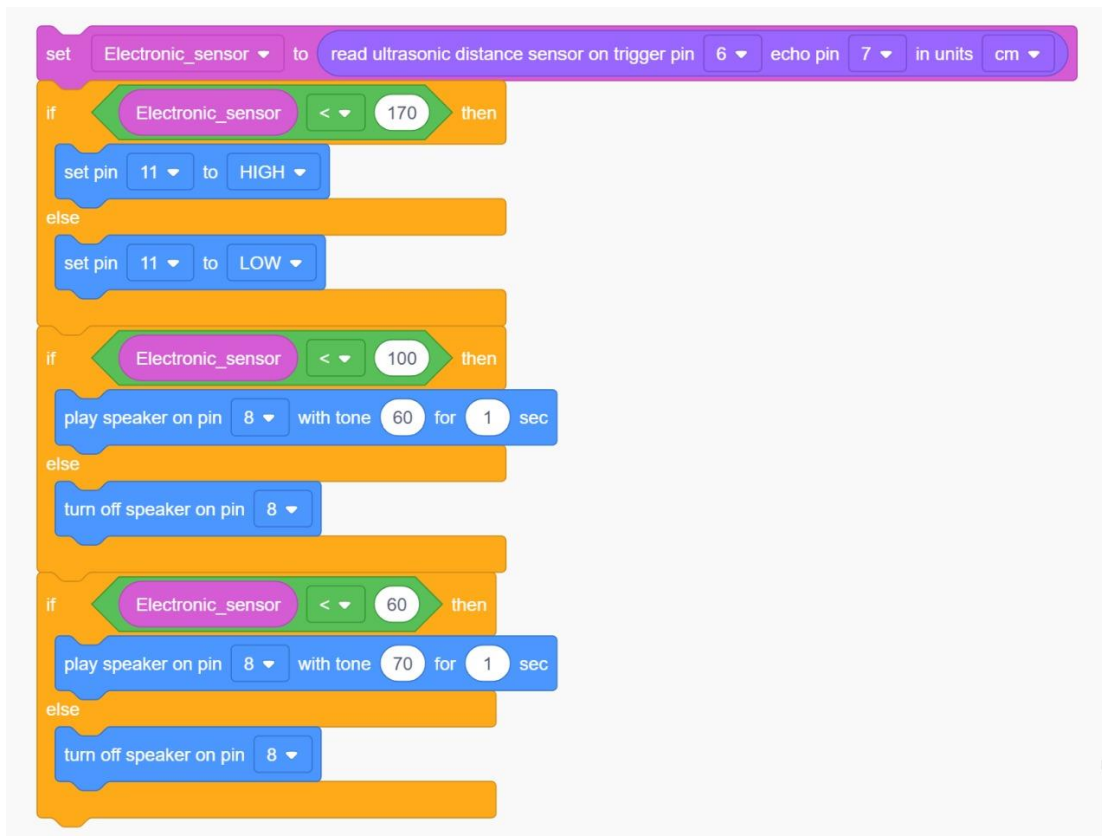 set Electronic_sensor to read ultrasonic distance sensor on trigger pin 6 echo pin 7 in units cm
if Electronic_sensor < 170 then
set pin 11 to HIGH
else
set pin 11 to LOW
if Electronic_sensor < 100 then
play speaker on pin 8 with tone 60 for 1 sec
else
turn off speaker on pin 8
if Electronic_sensor < 60 then
play speaker on pin 8 with tone 70 for 1 sec
else
turn off speaker on pin 8